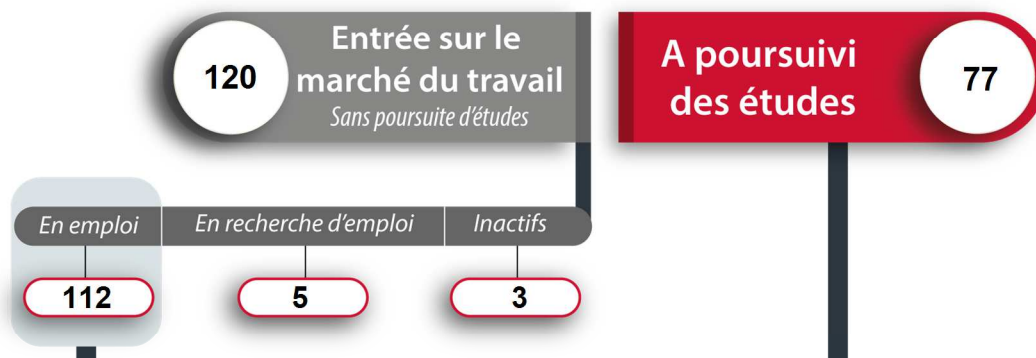 120
Entrée sur le
marché du travail
Sans poursuite d'études
A poursuivi
des études
77
En emploi
En recherche d'emploi
Inactifs
112
5
3